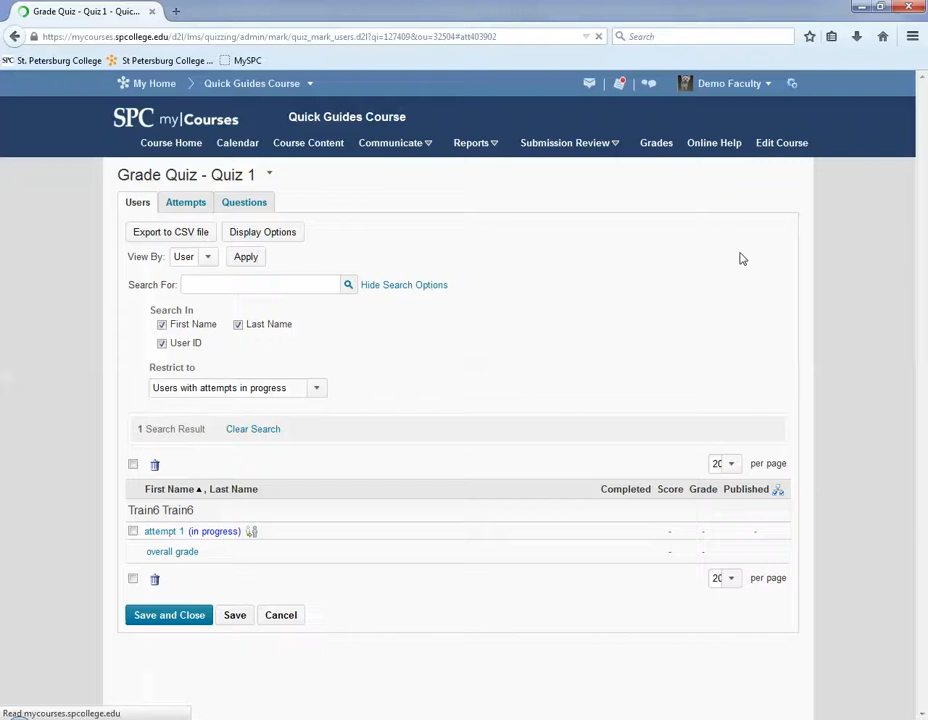 Grade Quiz - Quiz 1 - Quic...
https://mycourses.spcollege.edu/d2l/lms/quizzing/admin/mark/quiz_mark_users.d2l?qi=127409&ou=32504#att403902
Search
St. Petersburg College
St Petersburg College ...
MySPC
My Home
Quick Guides Course
Demo Faculty
SPC my|Courses
Quick Guides Course
Course Home
Calendar
Course Content
Communicate
Reports
Submission Review
Grades
Online Help
Edit Course
Grade Quiz - Quiz 1
Users
Attempts
Questions
Export to CSV file
Display Options
View By:
User
Apply
Search For:
Hide Search Options
Search In
First Name
Last Name
User ID
Restrict to
Users with attempts in progress
1 Search Result
Clear Search
20
per page
First Name , Last Name
Completed
Score
Grade
Published
Train6 Train6
attempt 1 (in progress)
- - -
overall grade
- -
20
per page
Save and Close
Save
Cancel
Read mycourses.spcollege.edu